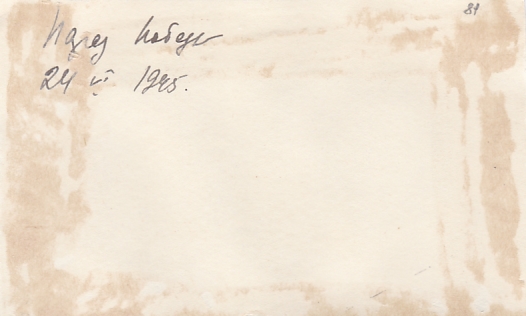 81
Парад Победы
24 VI 1945.